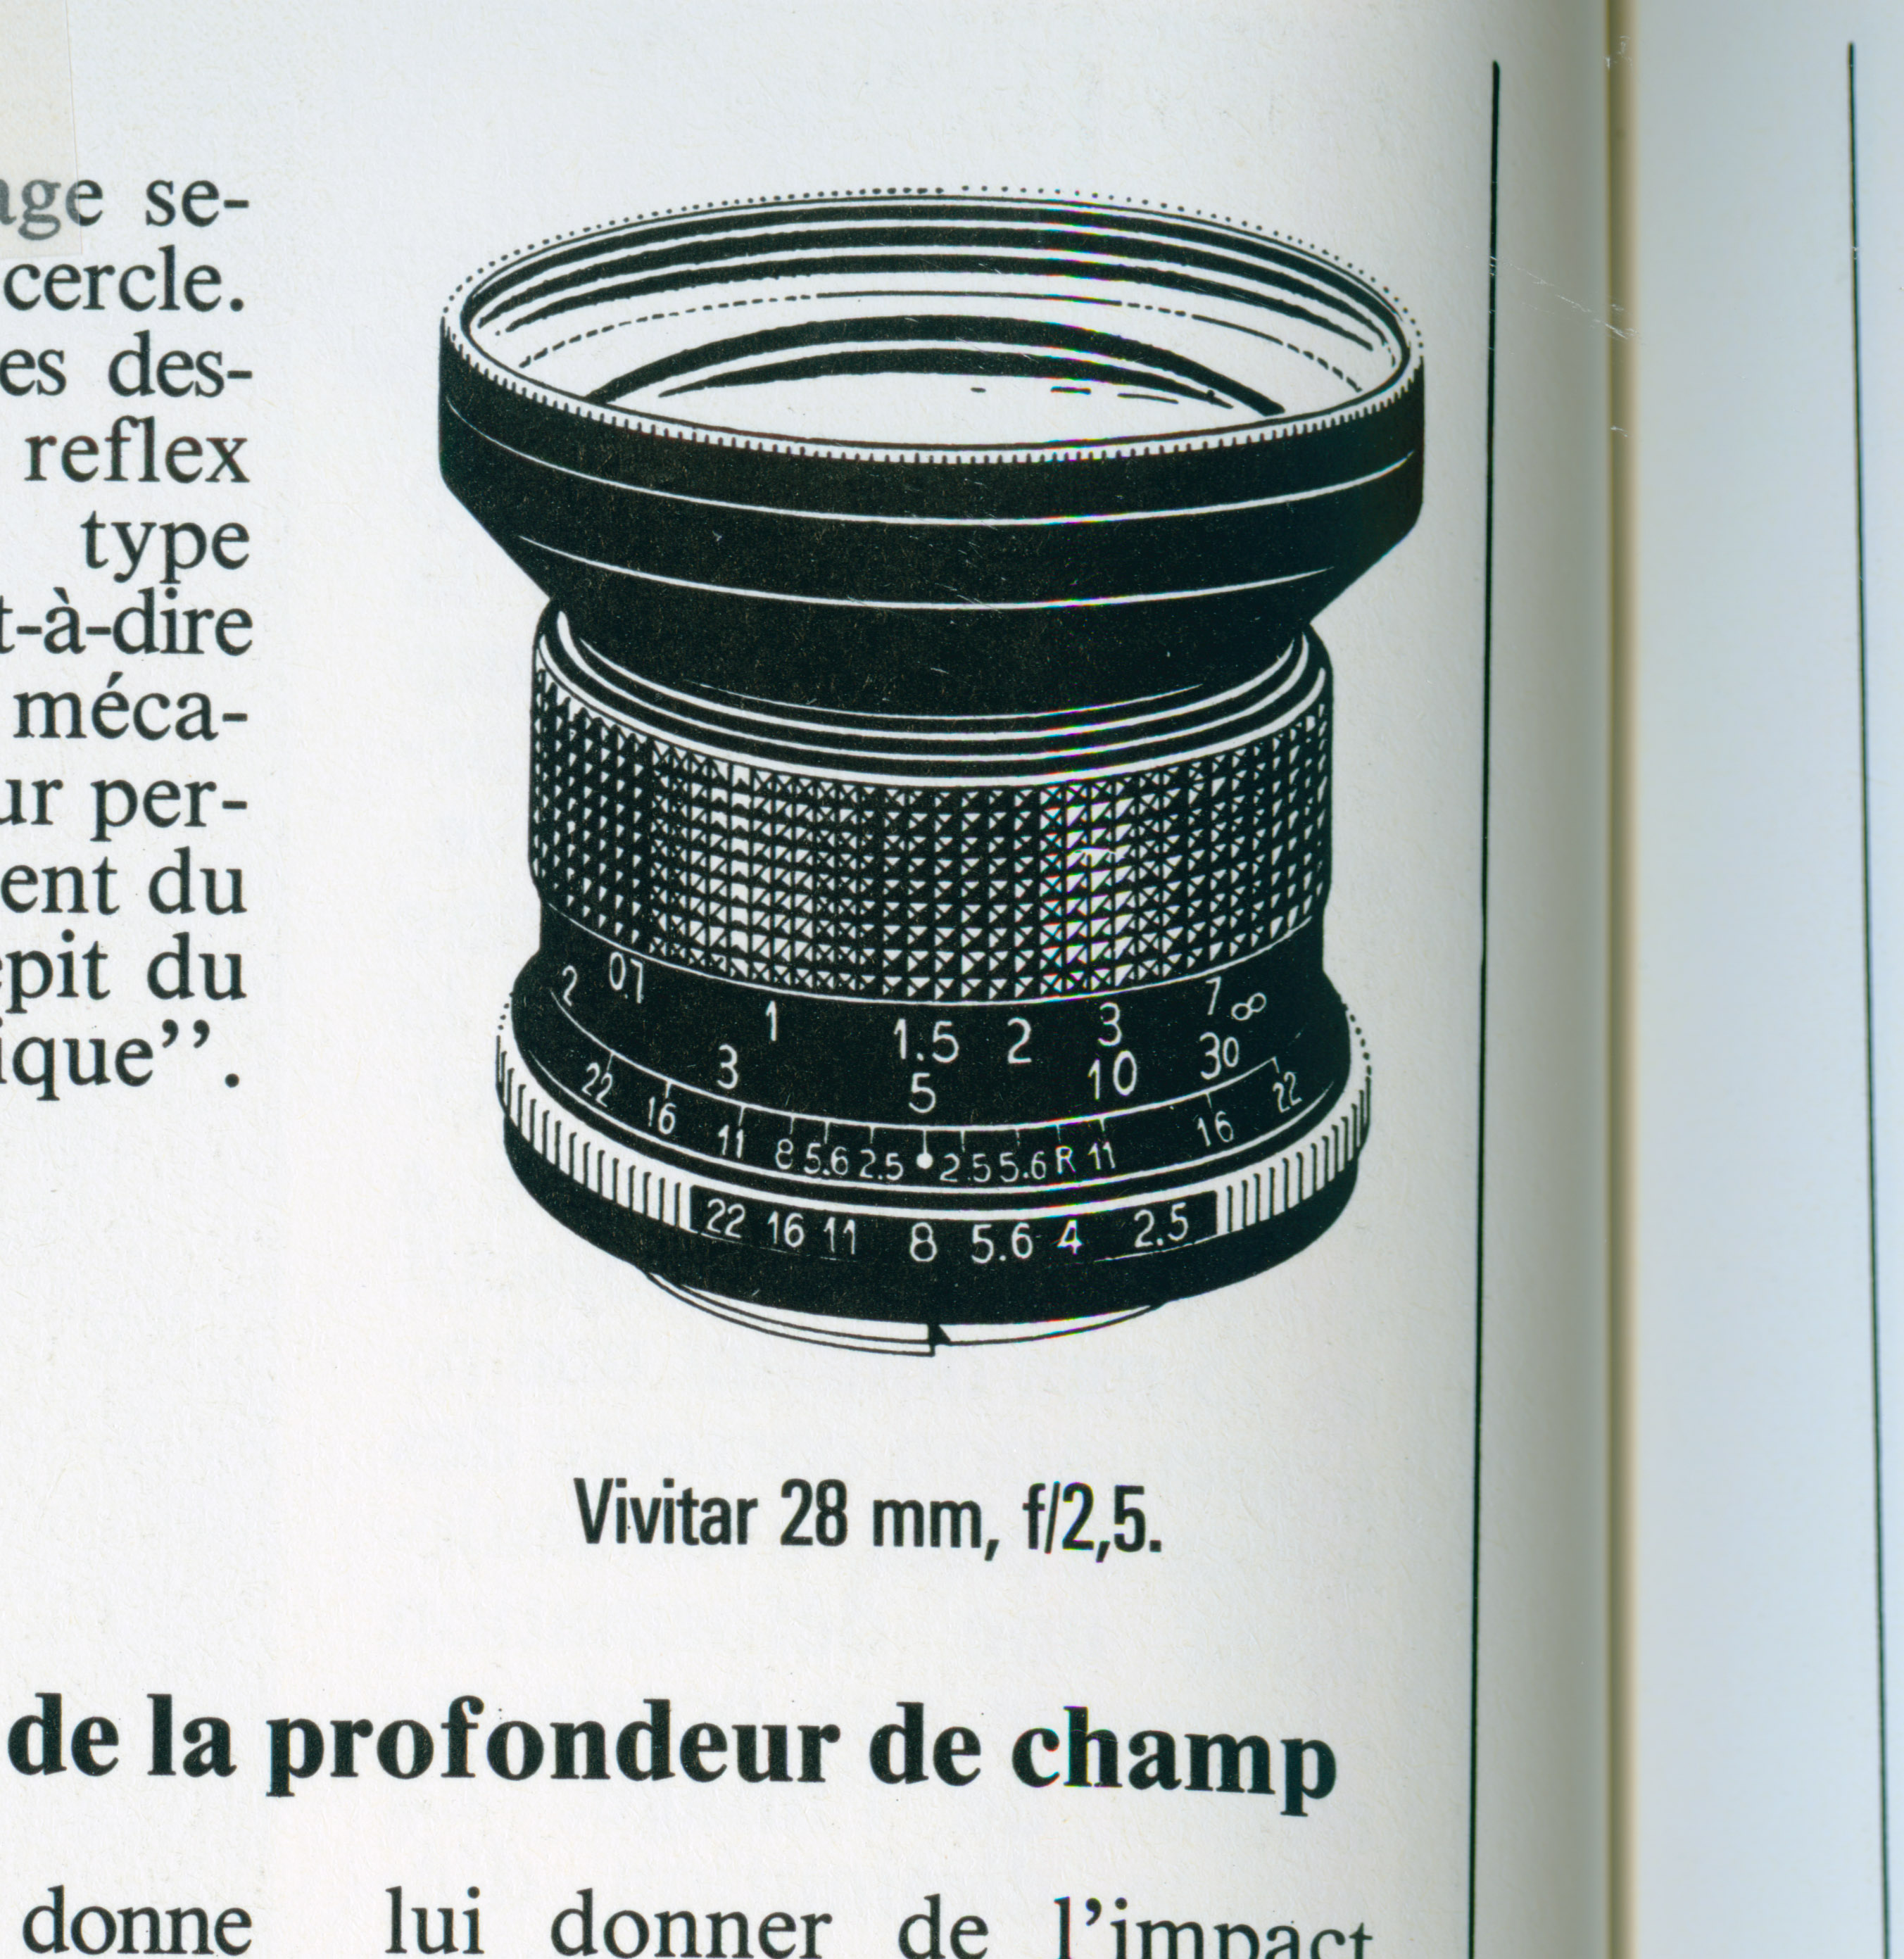 age se-
cercle.
es des-
reflex
type
t-à-dire
méca-
ur per-
ent du
épit du
ique”.
2 0.7 1 1.5 2 3 7 ∞
3 5 10 30
22 16 11 8 5.6 2.5 • 2.5 5.6 R 11 16 22
22 16 11 8 5.6 4 2.5
Vivitar 28 mm, f/2,5.
de la profondeur de champ
donne
lui donner de l’impact